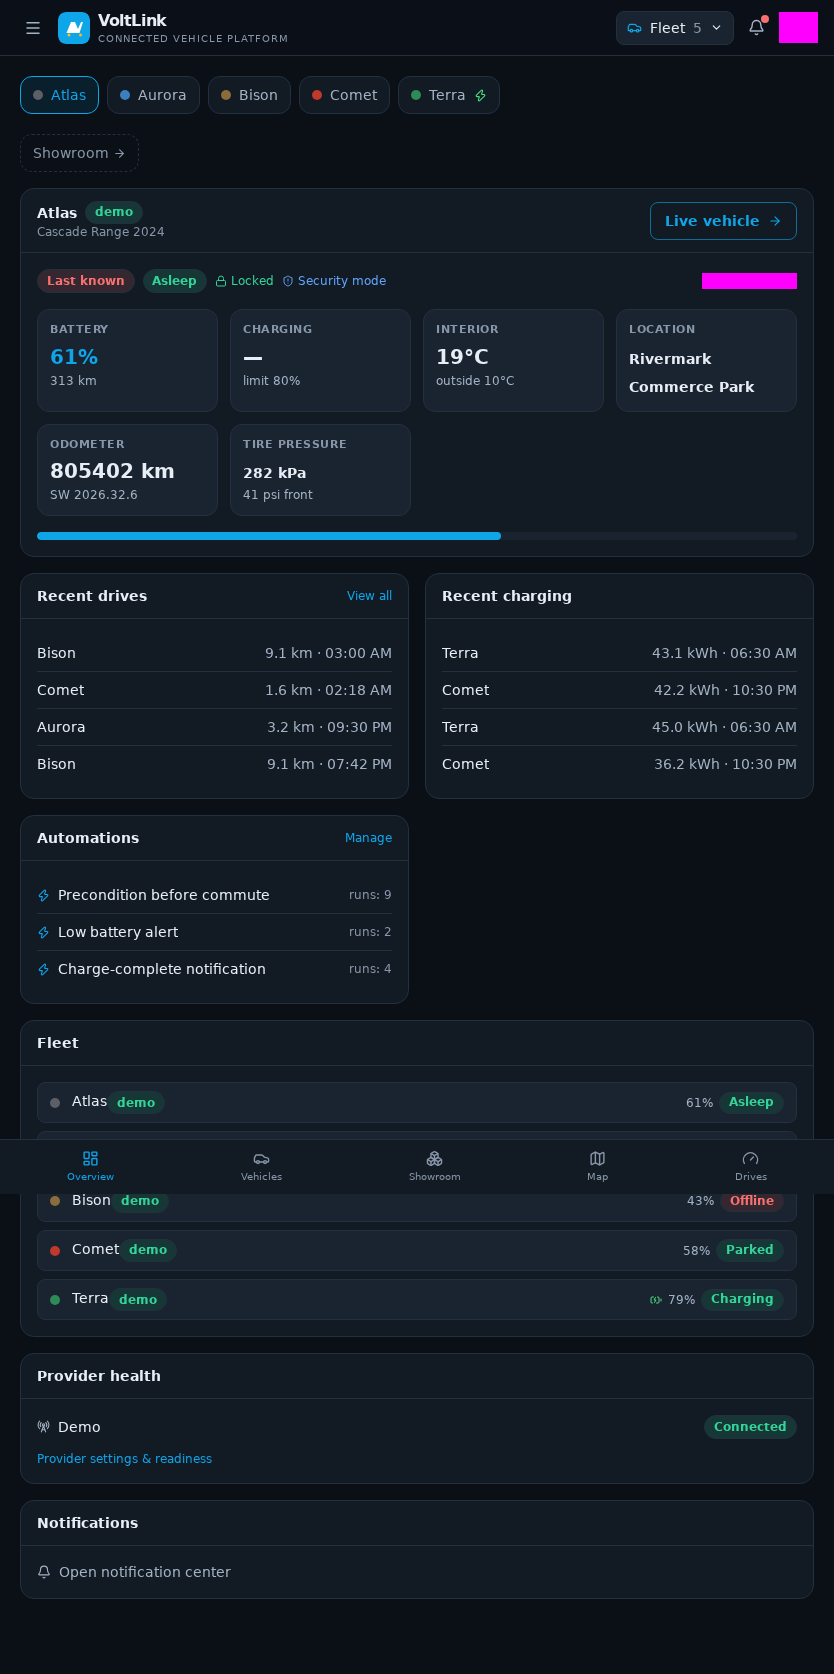 VoltLink
CONNECTED VEHICLE PLATFORM
Fleet 5
Atlas
Aurora
Bison
Comet
Terra
Showroom →
Atlas demo
Cascade Range 2024
Live vehicle →
Last known
Asleep
Locked
Security mode
BATTERY
61%
313 km
CHARGING
—
limit 80%
INTERIOR
19°C
outside 10°C
LOCATION
Rivermark
Commerce Park
ODOMETER
805402 km
SW 2026.32.6
TIRE PRESSURE
282 kPa
41 psi front
Recent drives
View all
Bison 9.1 km · 03:00 AM
Comet 1.6 km · 02:18 AM
Aurora 3.2 km · 09:30 PM
Bison 9.1 km · 07:42 PM
Recent charging
Terra 43.1 kWh · 06:30 AM
Comet 42.2 kWh · 10:30 PM
Terra 45.0 kWh · 06:30 AM
Comet 36.2 kWh · 10:30 PM
Automations
Manage
Precondition before commute runs: 9
Low battery alert runs: 2
Charge-complete notification runs: 4
Fleet
Atlas demo 61% Asleep
Overview
Vehicles
Showroom
Map
Drives
Bison demo 43% Offline
Comet demo 58% Parked
Terra demo 79% Charging
Provider health
Demo Connected
Provider settings & readiness
Notifications
Open notification center